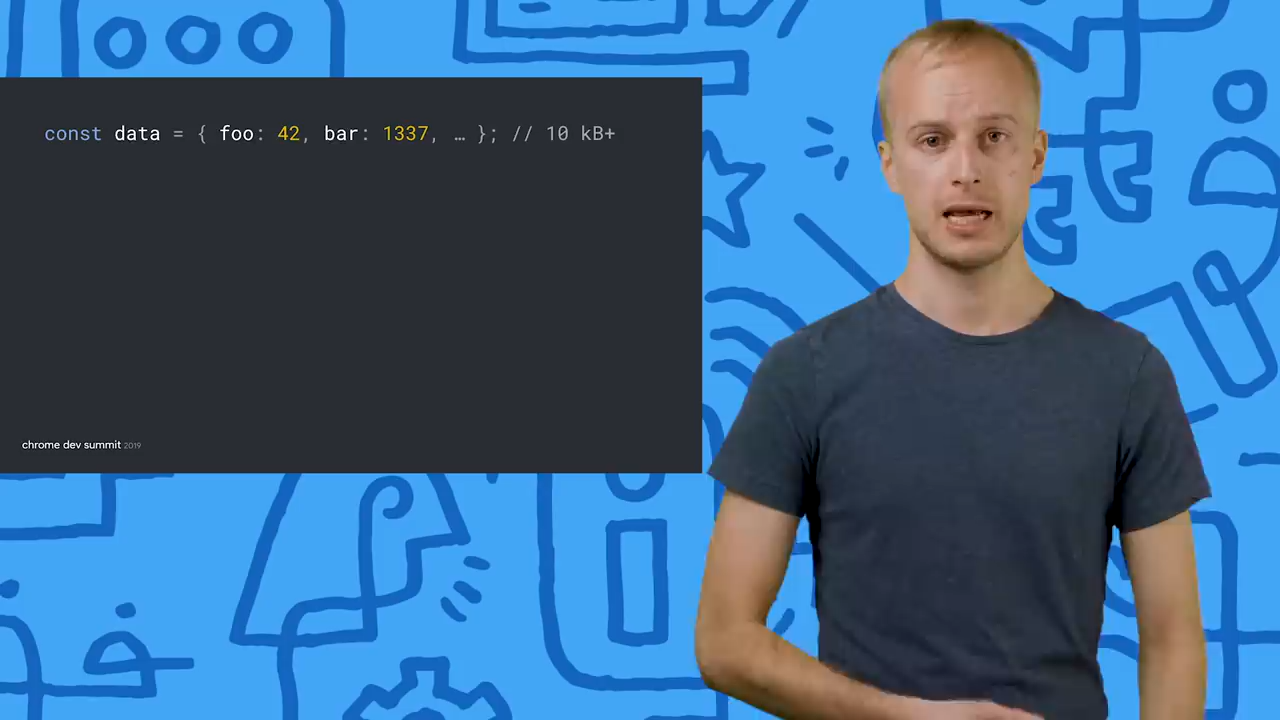 const data = { foo: 42, bar: 1337, … }; // 10 kB+
chrome dev summit 2019